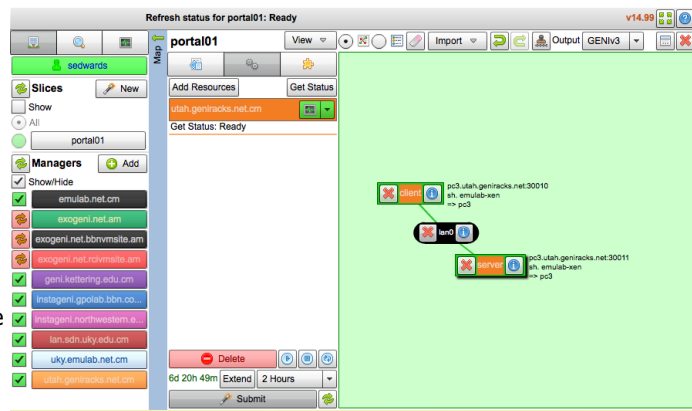 Refresh status for portal01: Ready
v14.99
portal01
View
Import
Output
GENIv3
Map
sedwards
Slices
New
Show
All
portal01
Managers
Add
Show/Hide
emulab.net.cm
exogeni.net.am
exogeni.net.bbnvmsite.am
exogeni.net.rcivmsite.am
geni.kettering.edu.cm
instageni.gpolab.bbn.co...
instageni.northwestern.e...
lan.sdn.uky.edu.cm
uky.emulab.net.cm
utah.geniracks.net.cm
Add Resources
Get Status
utah.geniracks.net.cm
Get Status: Ready
Delete
6d 20h 49m
Extend
2 Hours
Submit
client
pc3.utah.geniracks.net:30010
sh. emulab-xen
=> pc3
lan0
server
pc3.utah.geniracks.net:30011
sh. emulab-xen
=> pc3
e